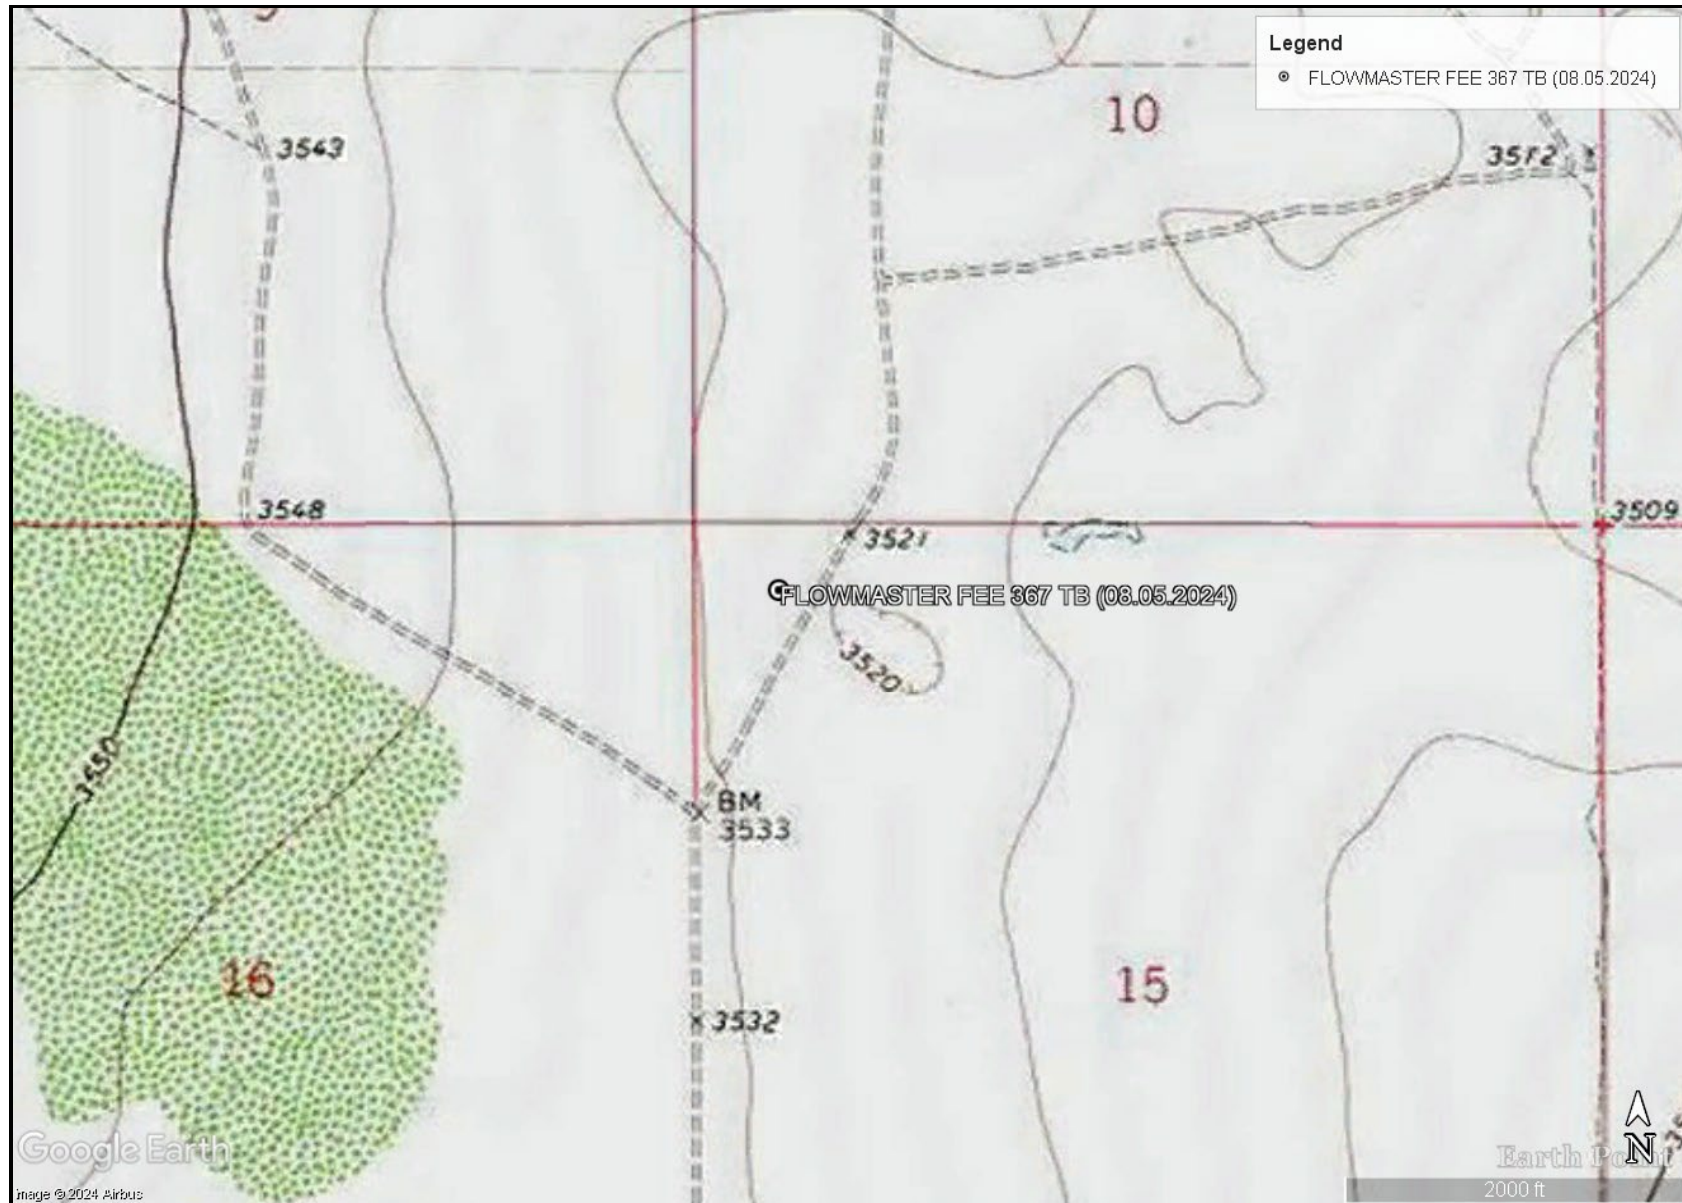 Legend
FLOWMASTER FEE 367 TB (08.05.2024)
10
3543
3512
3548
3509
3521
FLOWMASTER FEE 367 TB (08.05.2024)
3520
3550
BM
3533
16
15
3532
Google Earth
Earth Point
N
2000 ft
Image © 2024 Airbus